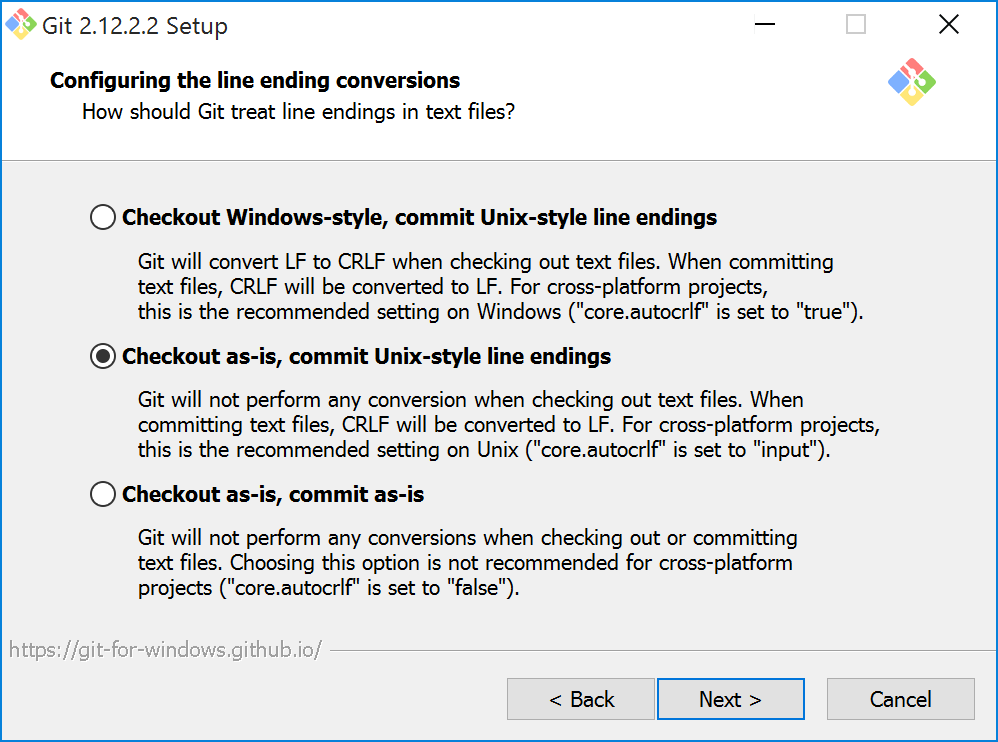 Git 2.12.2.2 Setup
Configuring the line ending conversions
How should Git treat line endings in text files?
Checkout Windows-style, commit Unix-style line endings
Git will convert LF to CRLF when checking out text files. When committing
text files, CRLF will be converted to LF. For cross-platform projects,
this is the recommended setting on Windows ("core.autocrlf" is set to "true").
Checkout as-is, commit Unix-style line endings
Git will not perform any conversion when checking out text files. When
committing text files, CRLF will be converted to LF. For cross-platform projects,
this is the recommended setting on Unix ("core.autocrlf" is set to "input").
Checkout as-is, commit as-is
Git will not perform any conversions when checking out or committing
text files. Choosing this option is not recommended for cross-platform
projects ("core.autocrlf" is set to "false").
https://git-for-windows.github.io/
< Back Next > Cancel